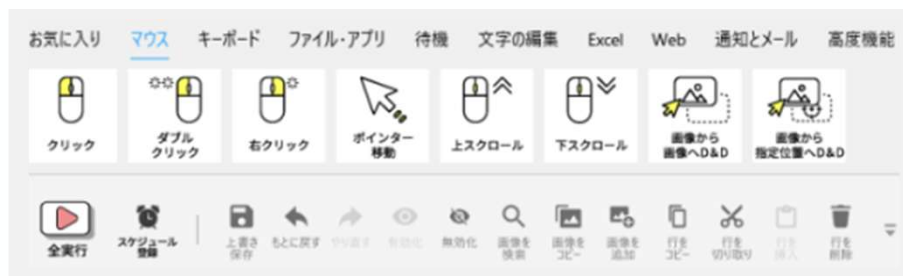 お気に入り マウス キーボード ファイル・アプリ 待機 文字の編集 Excel Web 通知とメール 高度機能
クリック
ダブル
クリック
右クリック
ポインター
移動
上スクロール
下スクロール
画像から
画像へD&D
画像から
指定位置へD&D
全実行
スケジュール
登録
上書き
保存
もとに戻す
やり直す
有効化
無効化
画像を
検索
画像を
コピー
画像を
追加
行を
コピー
行を
切り取り
行を
挿入
行を
削除